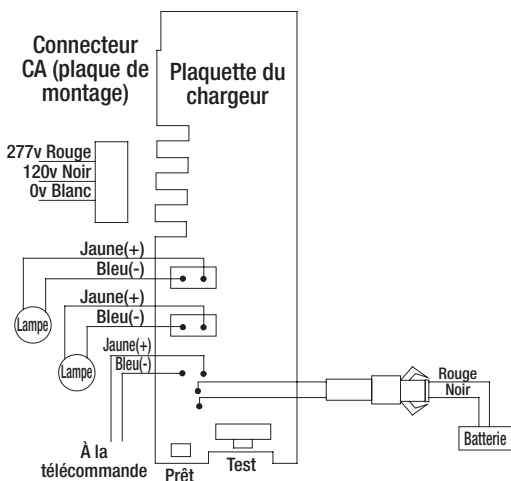 Connecteur
CA (plaque de
montage)
Plaquette du
chargeur
277v Rouge
120v Noir
0v Blanc
Jaune(+)
Bleu(-)
Lampe
Jaune(+)
Bleu(-)
Lampe
Jaune(+)
Bleu(-)
Rouge
Noir
Batterie
À la
télécommande
Prêt
Test